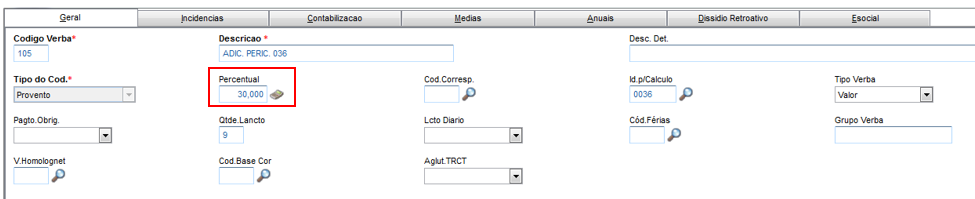 Geral Incidencias Contabilizacao Medias Anuais Dissidio Retroativo Esocial
Codigo Verba* Descricao * Desc. Det.
105 ADIC. PERIC. 036
Tipo do Cod.* Percentual Cod.Corresp. Id.p/Calculo Tipo Verba
Provento 30,000 0036 Valor
Pagto.Obrig. Qtde.Lancto Lcto Diario Cód.Férias Grupo Verba
9
V.Homolognet Cod.Base Cor Aglut.TRCT